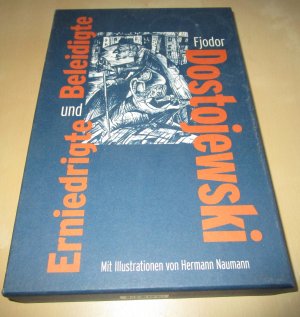 Erniedrigte und Beleidigte
Fjodor
Dostojewski
Mit Illustrationen von Hermann Naumann